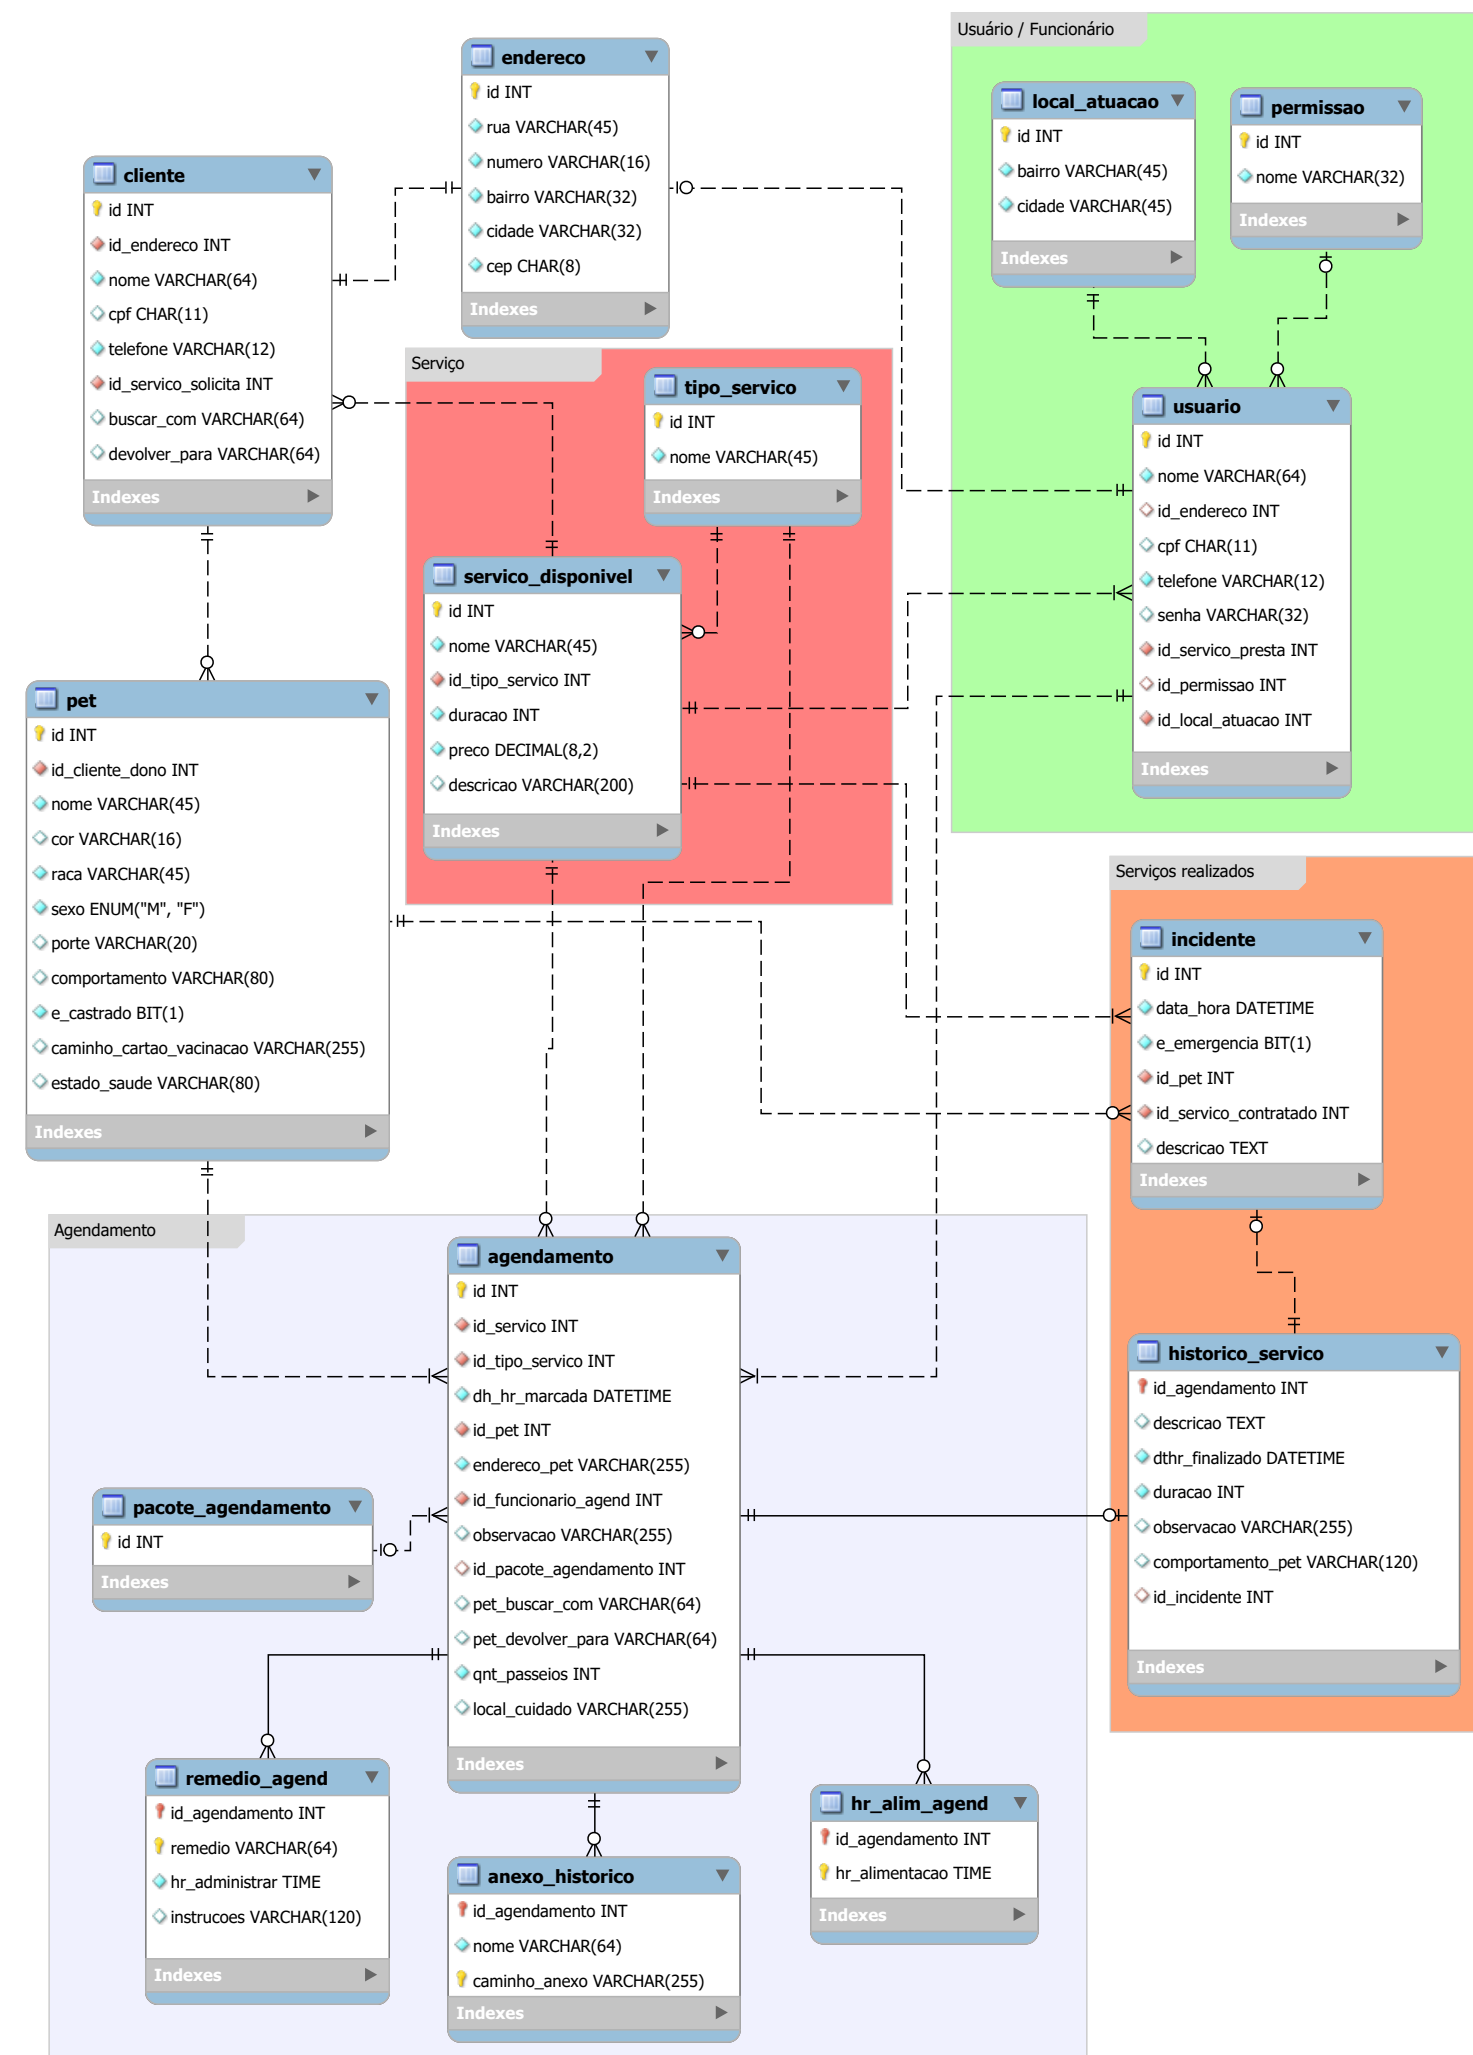 Usuário / Funcionário
endereco
id INT
rua VARCHAR(45)
numero VARCHAR(16)
bairro VARCHAR(32)
cidade VARCHAR(32)
cep CHAR(8)
Indexes
local_atuacao
id INT
bairro VARCHAR(45)
cidade VARCHAR(45)
Indexes
permissao
id INT
nome VARCHAR(32)
Indexes
cliente
id INT
id_endereco INT
nome VARCHAR(64)
cpf CHAR(11)
telefone VARCHAR(12)
id_servico_solicita INT
buscar_com VARCHAR(64)
devolver_para VARCHAR(64)
Indexes
Serviço
tipo_servico
id INT
nome VARCHAR(45)
Indexes
usuario
id INT
nome VARCHAR(64)
id_endereco INT
cpf CHAR(11)
telefone VARCHAR(12)
senha VARCHAR(32)
id_servico_presta INT
id_permissao INT
id_local_atuacao INT
Indexes
servico_disponivel
id INT
nome VARCHAR(45)
id_tipo_servico INT
duracao INT
preco DECIMAL(8,2)
descricao VARCHAR(200)
Indexes
pet
id INT
id_cliente_dono INT
nome VARCHAR(45)
cor VARCHAR(16)
raca VARCHAR(45)
sexo ENUM("M", "F")
porte VARCHAR(20)
comportamento VARCHAR(80)
e_castrado BIT(1)
caminho_cartao_vacinacao VARCHAR(255)
estado_saude VARCHAR(80)
Indexes
Serviços realizados
incidente
id INT
data_hora DATETIME
e_emergencia BIT(1)
id_pet INT
id_servico_contratado INT
descricao TEXT
Indexes
Agendamento
agendamento
id INT
id_servico INT
id_tipo_servico INT
dh_hr_marcada DATETIME
id_pet INT
endereco_pet VARCHAR(255)
id_funcionario_agend INT
observacao VARCHAR(255)
id_pacote_agendamento INT
pet_buscar_com VARCHAR(64)
pet_devolver_para VARCHAR(64)
qnt_passeios INT
local_cuidado VARCHAR(255)
Indexes
historico_servico
id_agendamento INT
descricao TEXT
dthr_finalizado DATETIME
duracao INT
observacao VARCHAR(255)
comportamento_pet VARCHAR(120)
id_incidente INT
Indexes
pacote_agendamento
id INT
Indexes
remedio_agend
id_agendamento INT
remedio VARCHAR(64)
hr_administrar TIME
instrucoes VARCHAR(120)
Indexes
anexo_historico
id_agendamento INT
nome VARCHAR(64)
caminho_anexo VARCHAR(255)
Indexes
hr_alim_agend
id_agendamento INT
hr_alimentacao TIME
Indexes